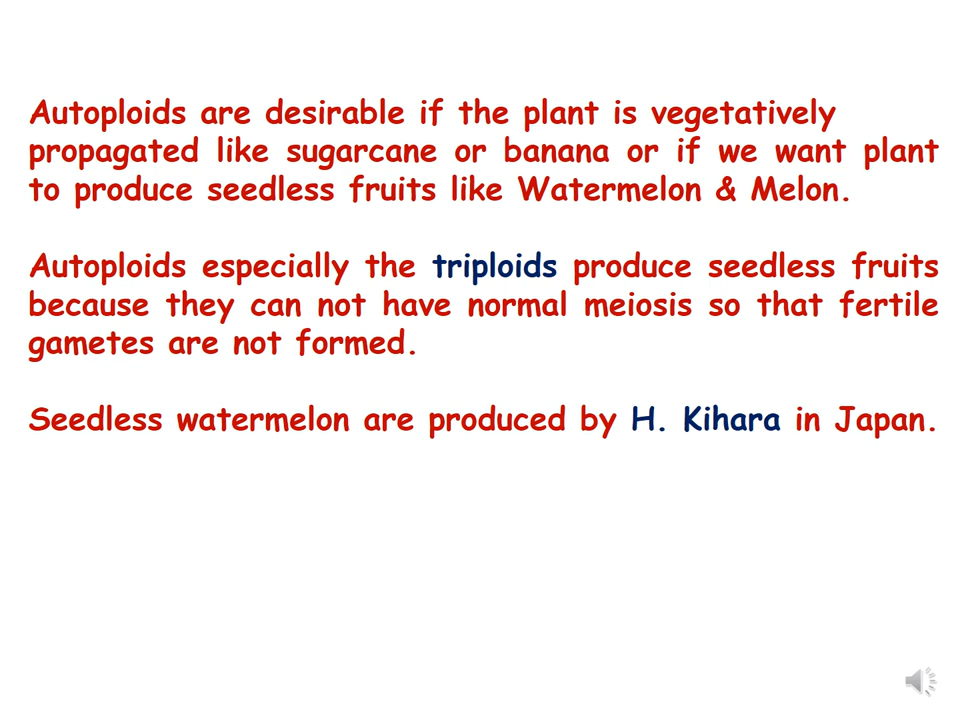 Autoploids are desirable if the plant is vegetatively
propagated like sugarcane or banana or if we want plant
to produce seedless fruits like Watermelon & Melon.
Autoploids especially the triploids produce seedless fruits
because they can not have normal meiosis so that fertile
gametes are not formed.
Seedless watermelon are produced by H. Kihara in Japan.